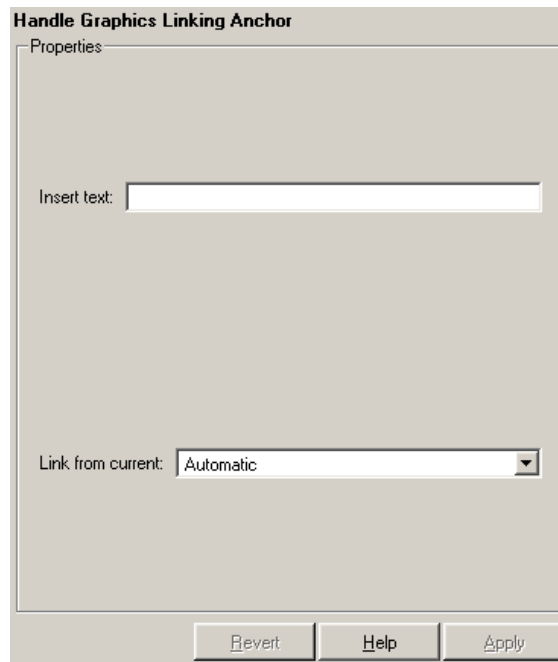 Handle Graphics Linking Anchor
Properties
Insert text:
Link from current: Automatic
Revert Help Apply